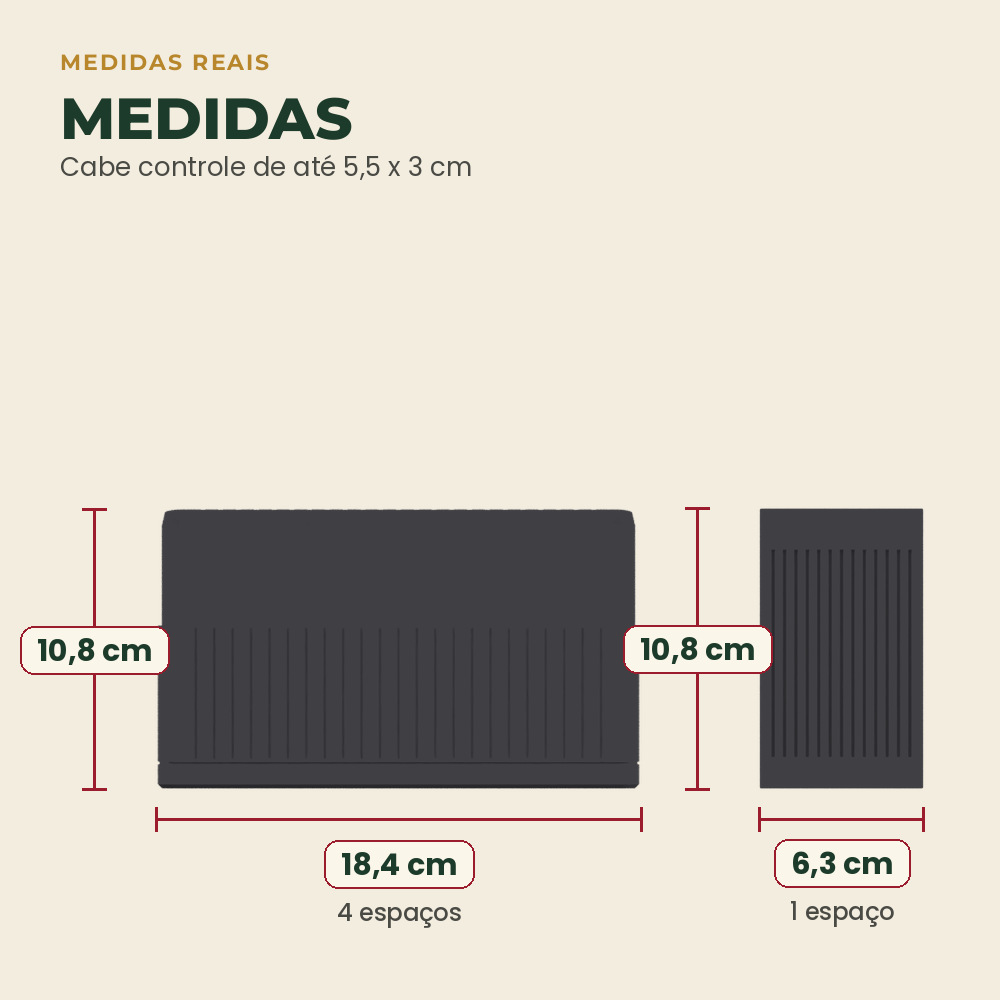 MEDIDAS REAIS
MEDIDAS
Cabe controle de até 5,5 x 3 cm
10,8 cm
10,8 cm
18,4 cm
6,3 cm
4 espaços
1 espaço